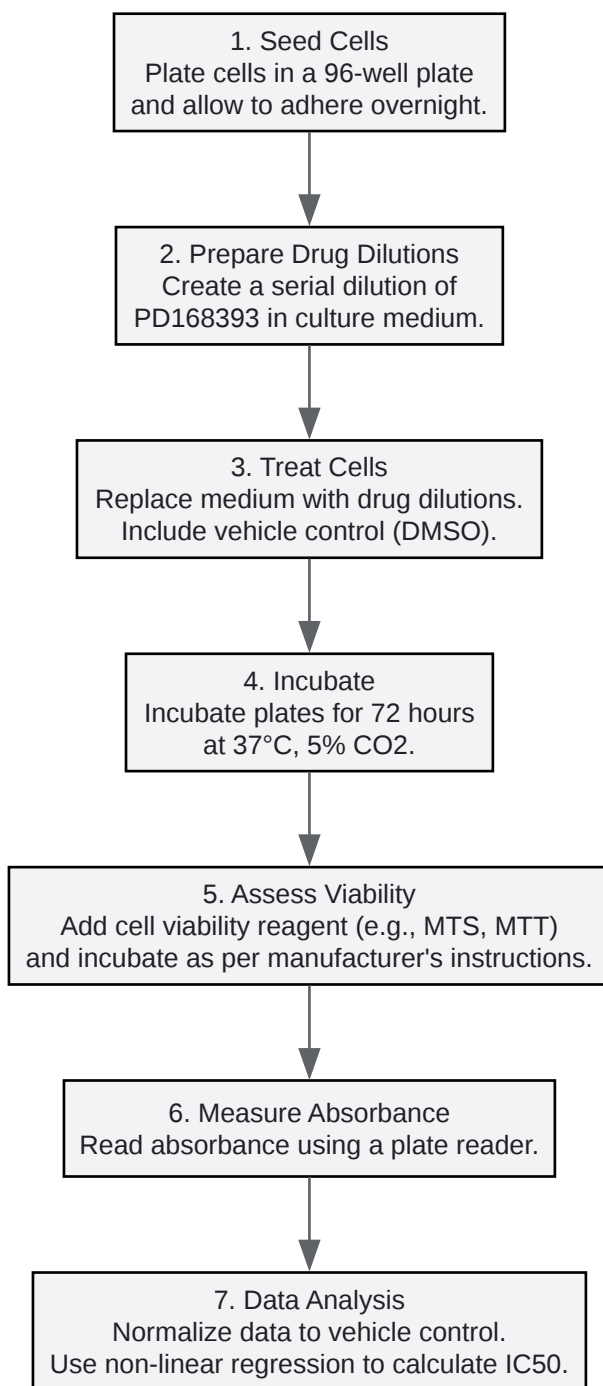 1. Seed Cells
Plate cells in a 96-well plate
and allow to adhere overnight.
2. Prepare Drug Dilutions
Create a serial dilution of
PD168393 in culture medium.
3. Treat Cells
Replace medium with drug dilutions.
Include vehicle control (DMSO).
4. Incubate
Incubate plates for 72 hours
at 37°C, 5% CO2.
5. Assess Viability
Add cell viability reagent (e.g., MTS, MTT)
and incubate as per manufacturer's instructions.
6. Measure Absorbance
Read absorbance using a plate reader.
7. Data Analysis
Normalize data to vehicle control.
Use non-linear regression to calculate IC50.